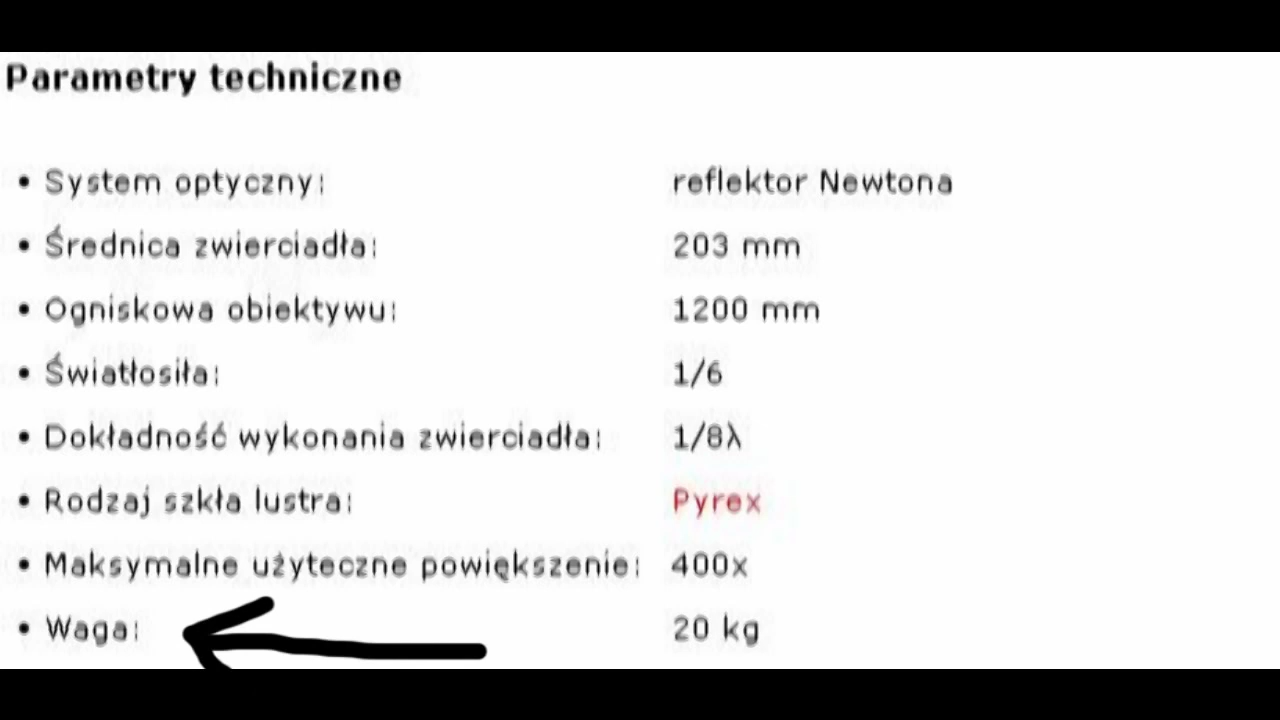 Parametry techniczne
• System optyczny: reflektor Newtona
• Średnica zwierciadła: 203 mm
• Ogniskowa obiektywu: 1200 mm
• Światłosiła: 1/6
• Dokładność wykonania zwierciadła: 1/8λ
• Rodzaj szkła lustra: Pyrex
• Maksymalne użyteczne powiększenie: 400x
• Waga: 20 kg